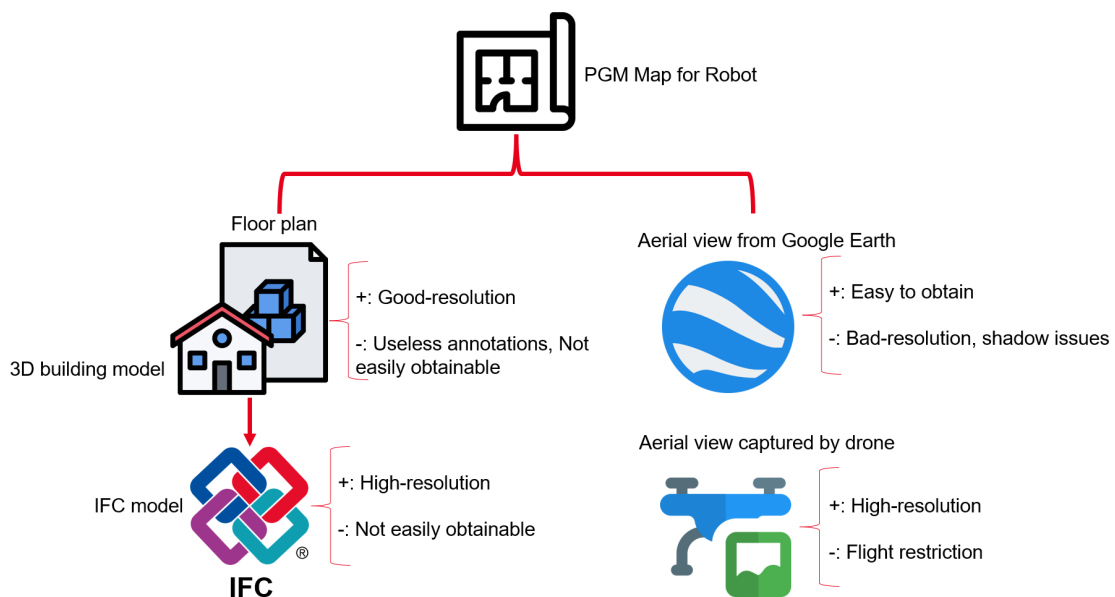 PGM Map for Robot
Floor plan
+: Good-resolution
-: Useless annotations, Not
easily obtainable
3D building model
IFC model
+: High-resolution
-: Not easily obtainable
®
IFC
Aerial view from Google Earth
+: Easy to obtain
-: Bad-resolution, shadow issues
Aerial view captured by drone
+: High-resolution
-: Flight restriction